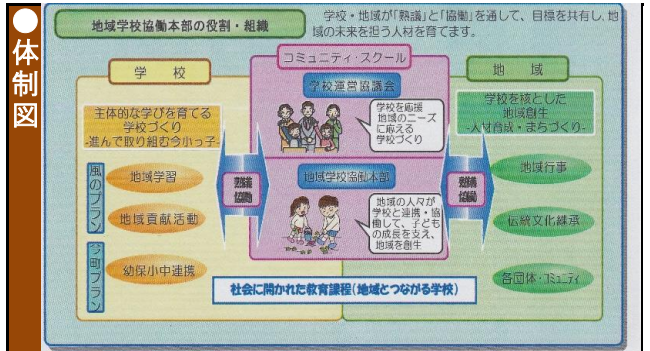 ●体制図
地域学校協働本部の役割・組織
学校・地域が「熟議」と「協働」を通して、目標を共有し、地
域の未来を担う人材を育てます。
コミュニティ・スクール
学校
地域
学校運営協議会
学校を応援
地域のニーズ
に応える
学校づくり
主体的な学びを育てる
学校づくり
-進んで取り組む今小っ子-
学校を核とした
地域創生
-人材育成・まちづくり-
風のプラン
地域学習
地域貢献活動
今町プラン
幼保小中連携
熟議
協働
地域学校協働本部
地域の人々が
学校と連携・協
働して、子ども
の成長を支え、
地域を創生
熟議
協働
地域行事
伝統文化継承
各団体・コミュニティ
社会に開かれた教育課程(地域とつながる学校)